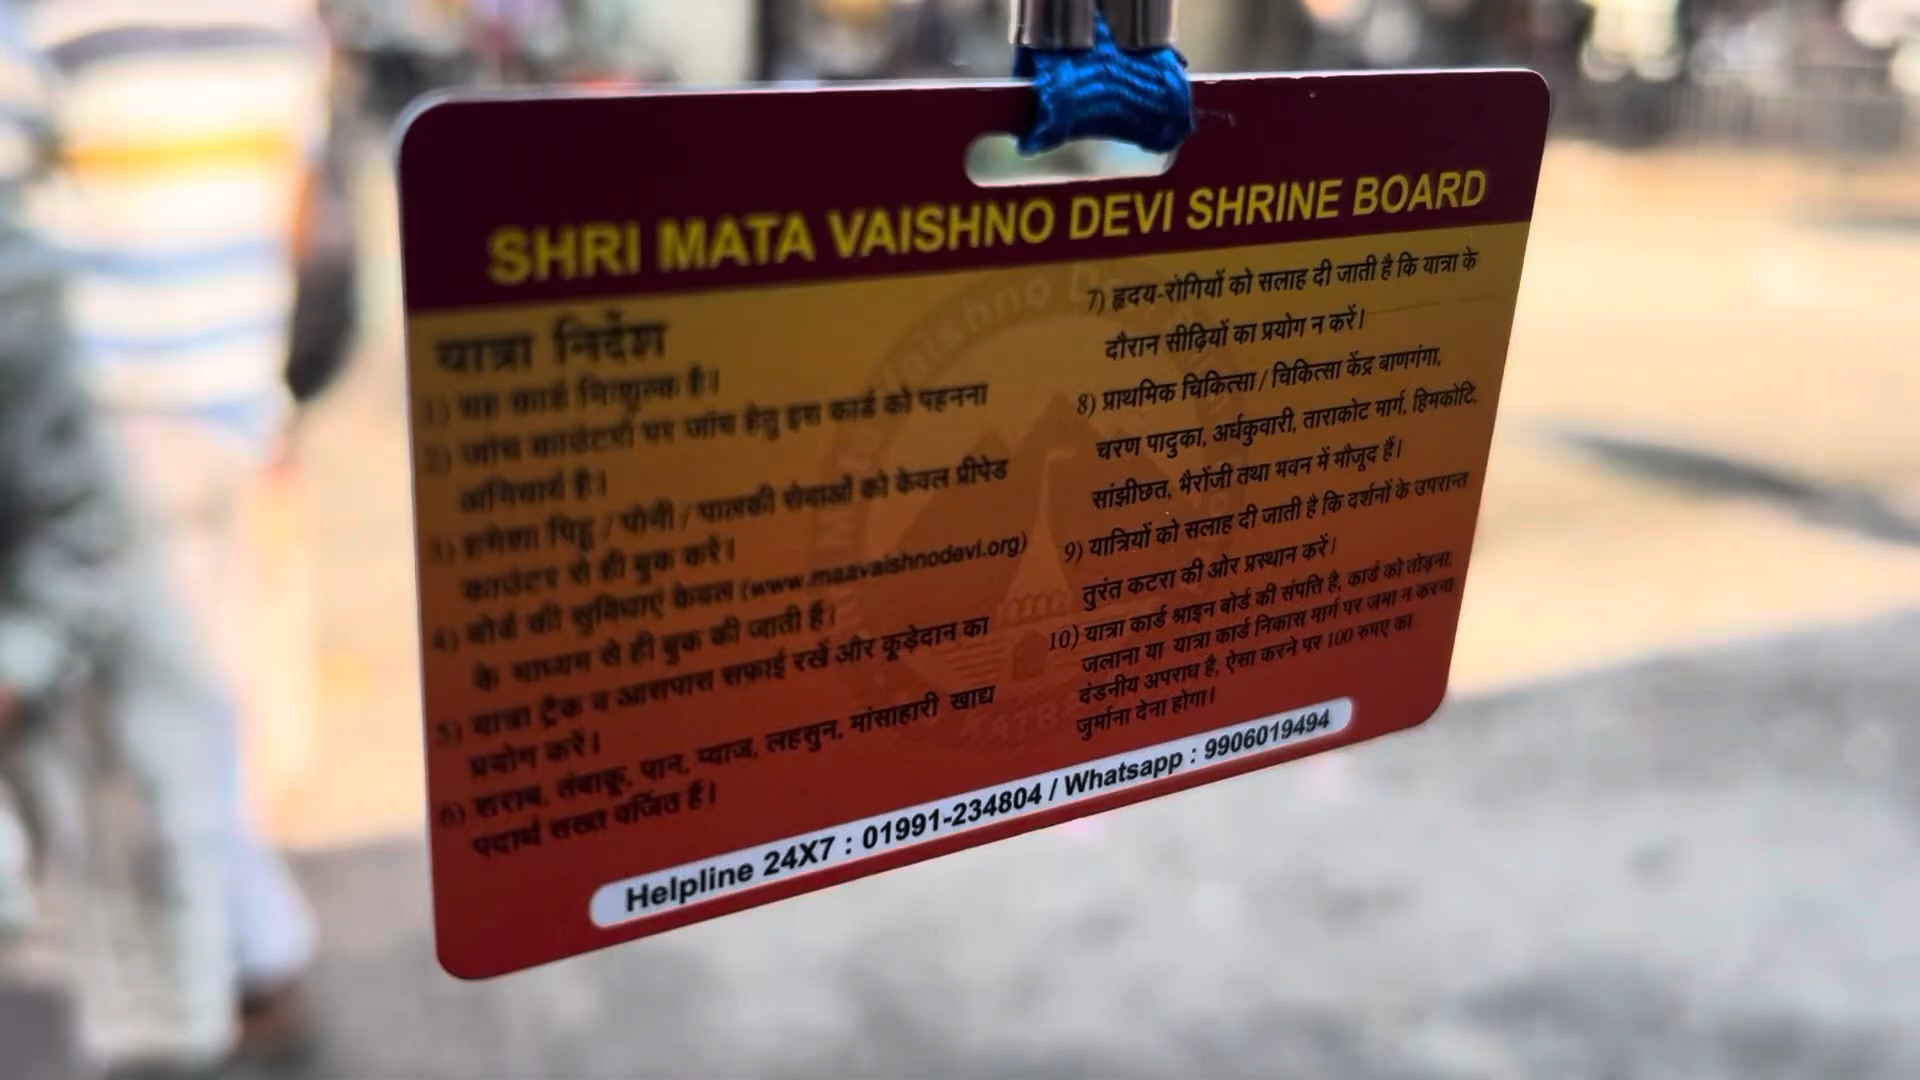 SHRI MATA VAISHNO DEVI SHRINE BOARD
यात्रा निर्देश
1) यह कार्ड निःशुल्क है।
2) जांच काउंटरों पर जांच हेतु इस कार्ड को पहनना
अनिवार्य है।
3) हमेशा पिट्ठू / पोनी / पालकी सेवाओं को केवल प्रीपेड
काउंटर से ही बुक करें।
4) बोर्ड की सुविधाएं केवल (www.maavaishnodevi.org)
के माध्यम से ही बुक की जाती हैं।
5) यात्रा ट्रैक व आसपास सफाई रखें और कूड़ेदान का
प्रयोग करें।
6) शराब, तंबाकू, पान, प्याज, लहसुन, मांसाहारी खाद्य
पदार्थ सख्त वर्जित हैं।
7) हृदय-रोगियों को सलाह दी जाती है कि यात्रा के
दौरान सीढ़ियों का प्रयोग न करें।
8) प्राथमिक चिकित्सा / चिकित्सा केंद्र बाणगंगा,
चरण पादुका, अर्धकुवारी, ताराकोट मार्ग, हिमकोटि,
सांझीछत, भैरोंजी तथा भवन में मौजूद हैं।
9) यात्रियों को सलाह दी जाती है कि दर्शनों के उपरान्त
तुरंत कटरा की ओर प्रस्थान करें।
10) यात्रा कार्ड श्राइन बोर्ड की संपत्ति है, कार्ड को तोड़ना,
जलाना या यात्रा कार्ड निकास मार्ग पर जमा न करना
दंडनीय अपराध है, ऐसा करने पर 100 रुपए का
जुर्माना देना होगा।
Helpline 24X7 : 01991-234804 / Whatsapp : 9906019494